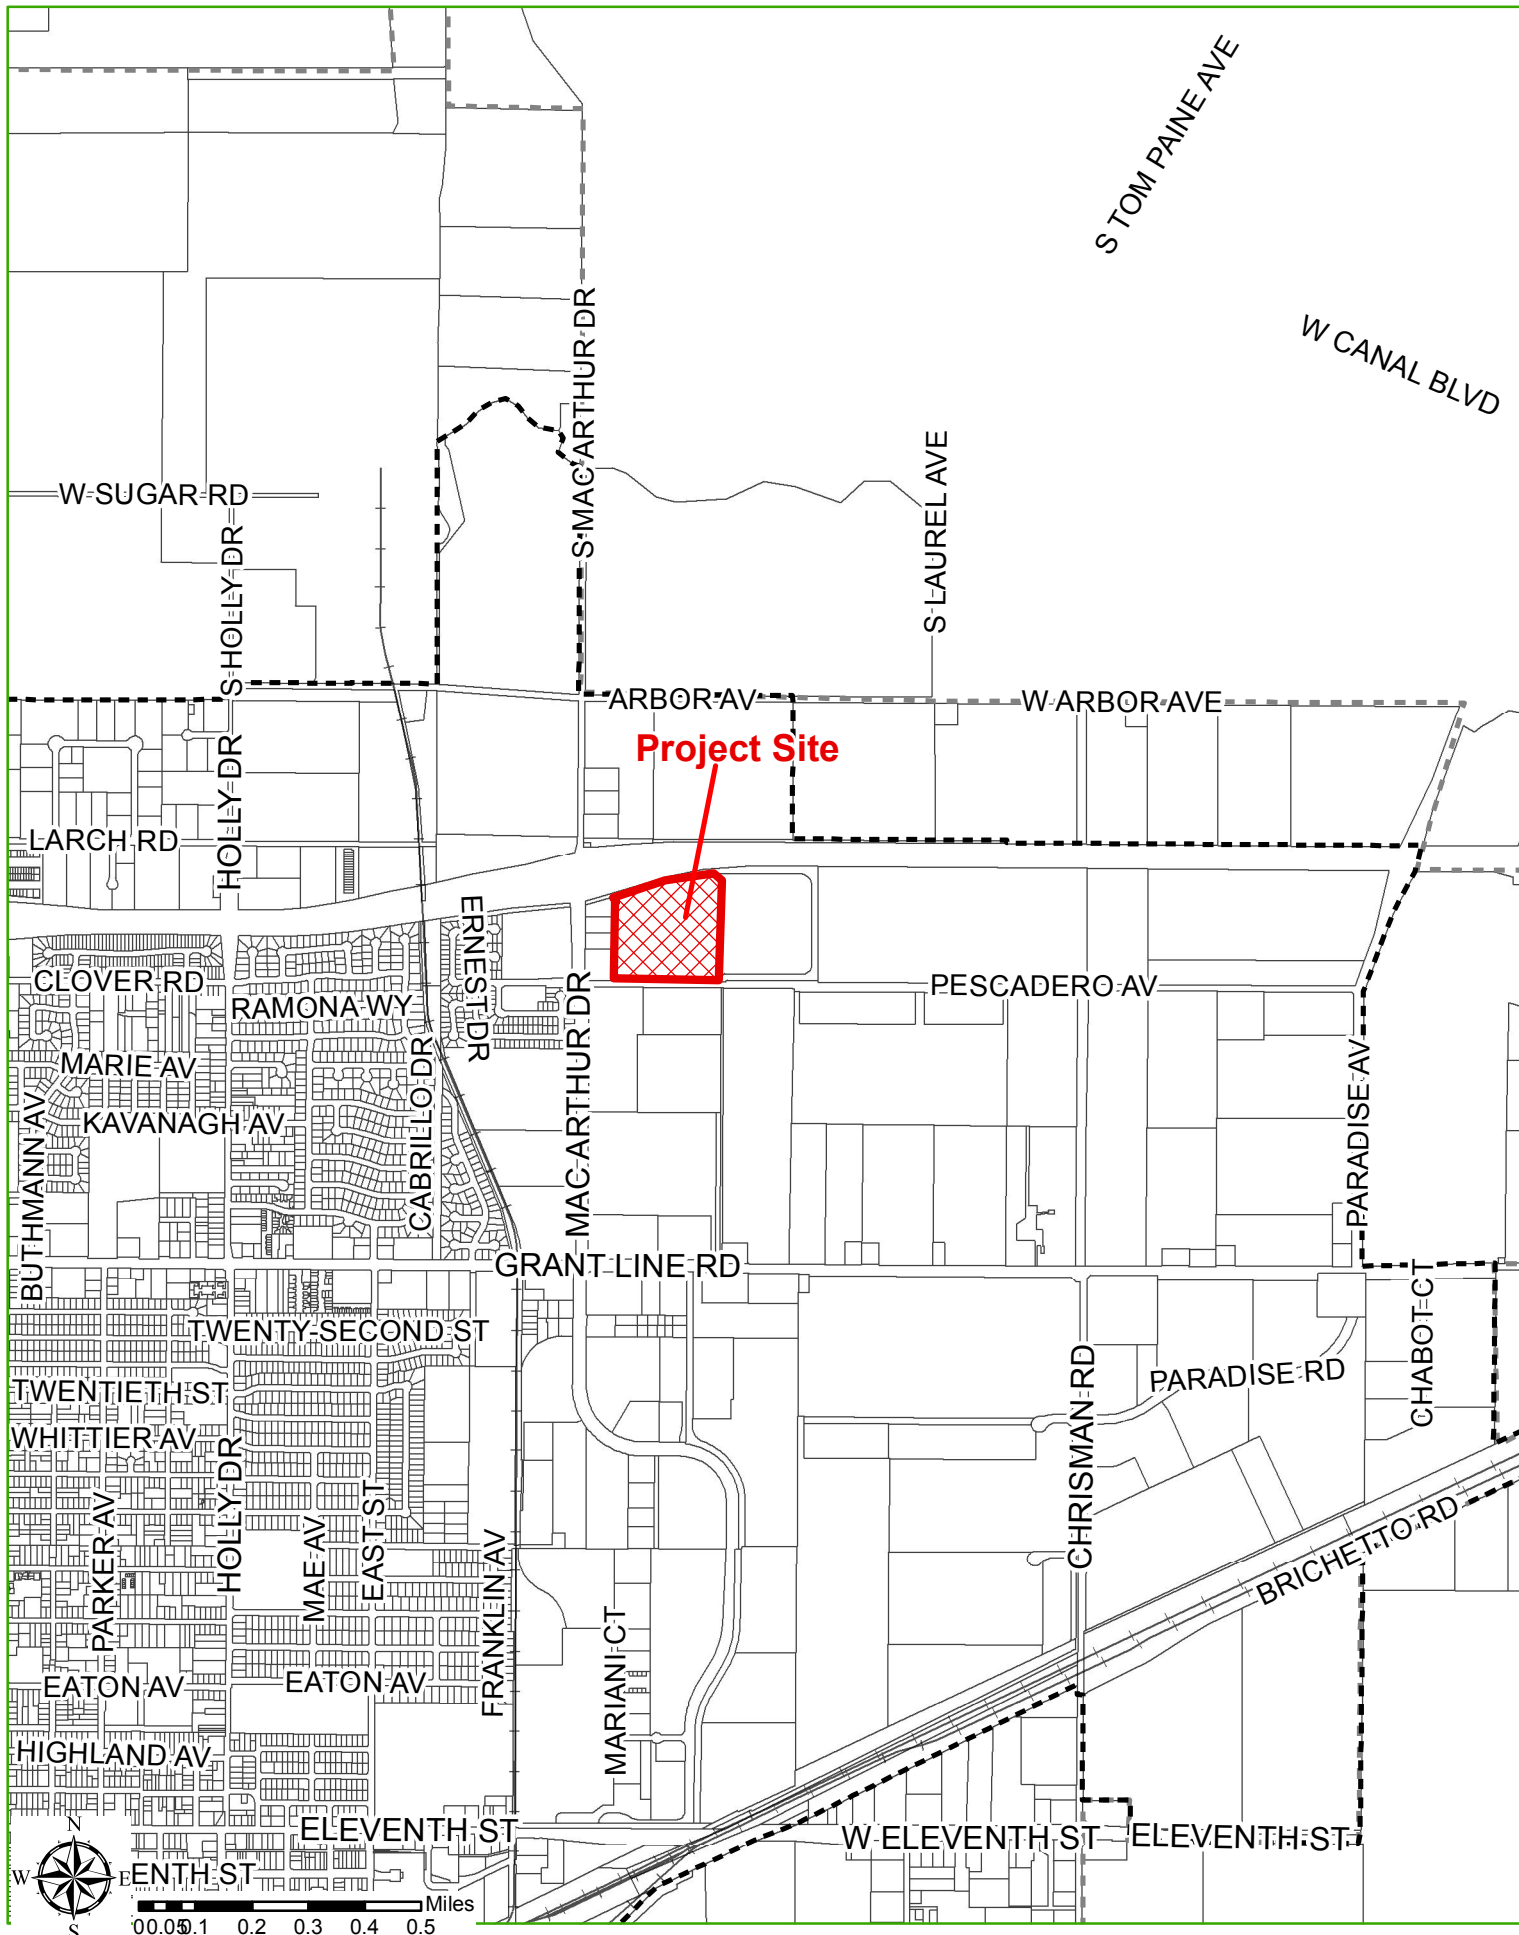 S TOM PAINE AVE
W CANAL BLVD
S MAC ARTHUR DR
W SUGAR RD
S LAUREL AVE
S HOLLY DR
ARBOR AV
W ARBOR AVE
Project Site
HOLLY DR
LARCH RD
ERNEST DR
CLOVER RD
RAMONA WY
PESCADERO AV
MAC ARTHUR DR
MARIE AV
CABRILLO DR
PARADISE AV
BUTHMANN AV
KAVANAGH AV
GRANT LINE RD
CHABOT CT
TWENTY-SECOND ST
TWENTIETH ST
PARADISE RD
CHRISMAN RD
WHITTIER AV
HOLLY DR
PARKER AV
MAE AV
EAST ST
FRANKLIN AV
BRICHETTO RD
MARIANI CT
EATON AV
EATON AV
HIGHLAND AV
ELEVENTH ST
W ELEVENTH ST
ELEVENTH ST
N
W
E
S
ENTH ST
Miles
0 0.05 0.1 0.2 0.3 0.4 0.5